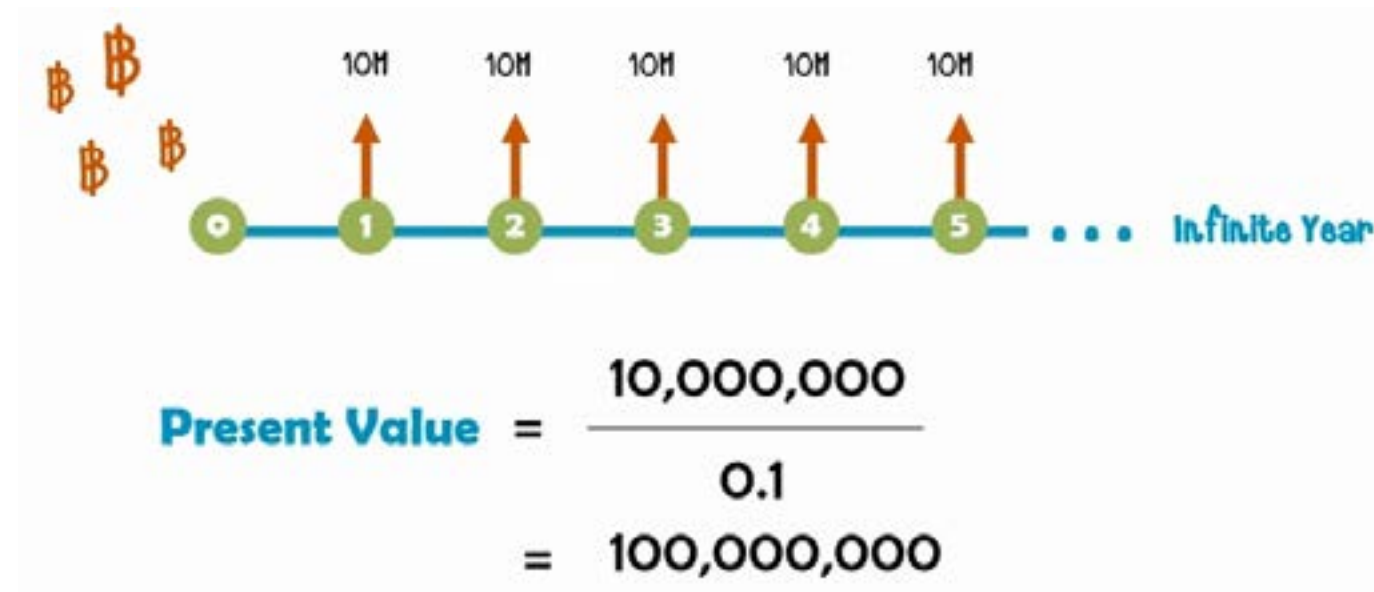 ฿ ฿ ฿ ฿
10M 10M 10M 10M 10M
0 1 2 3 4 5 ... Infinite Year
10,000,000
Present Value =
0.1
= 100,000,000